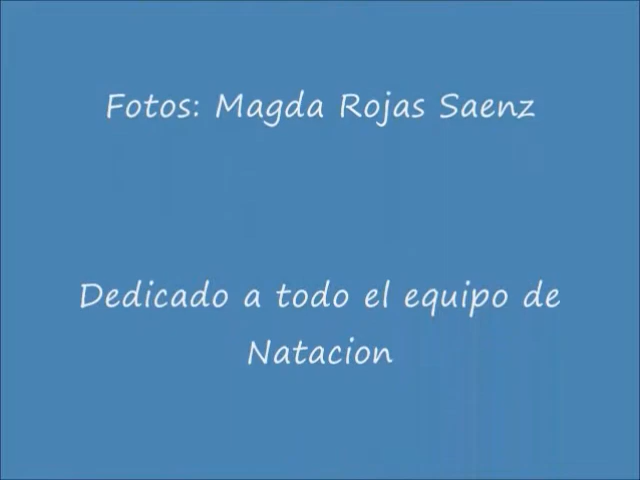 Fotos: Magda Rojas Saenz
Dedicado a todo el equipo de
Natacion